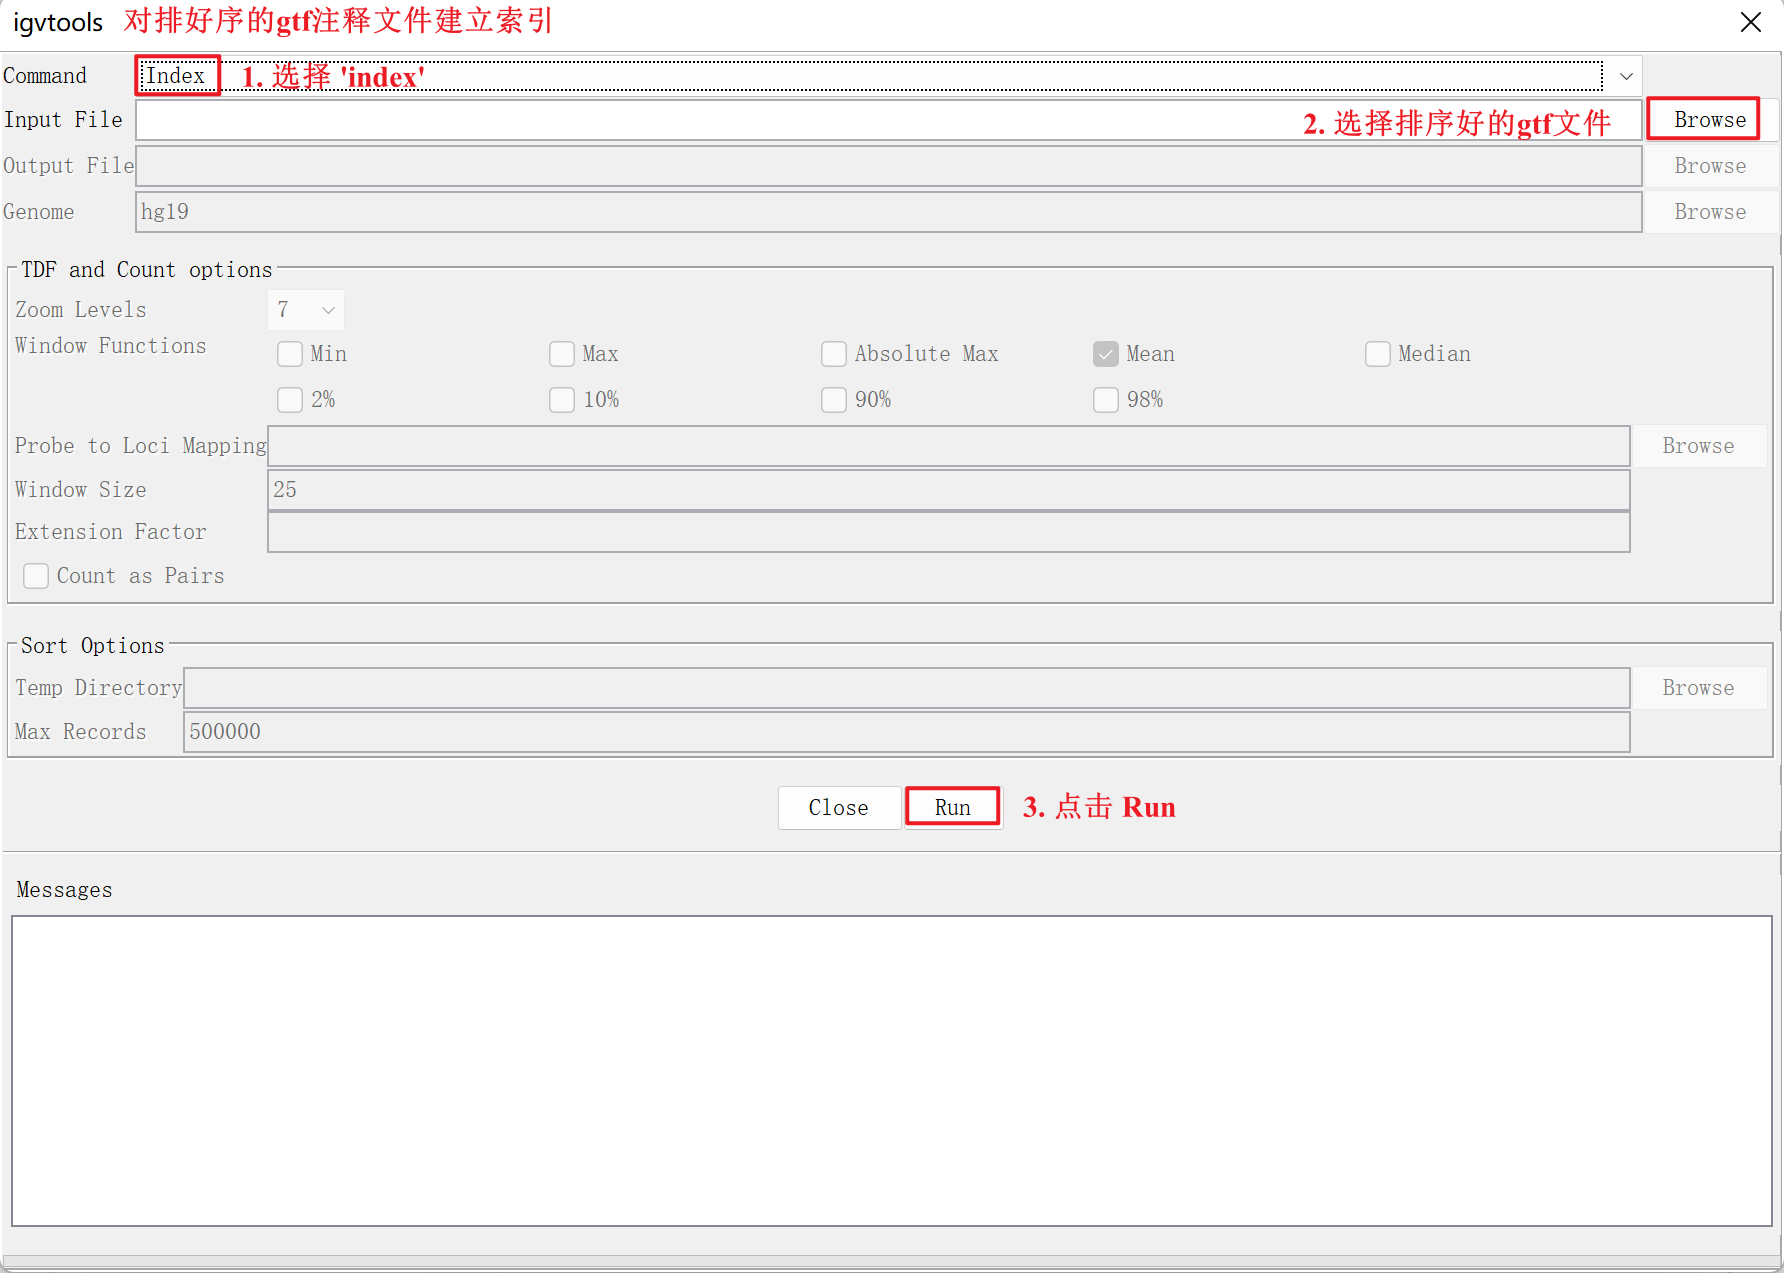 igvtools 对排好序的gtf注释文件建立索引
Command Index 1. 选择 'index'
Input File 2. 选择排序好的gtf文件 Browse
Output File Browse
Genome hg19 Browse
TDF and Count options
Zoom Levels 7
Window Functions Min Max Absolute Max Mean Median
2% 10% 90% 98%
Probe to Loci Mapping Browse
Window Size 25
Extension Factor
Count as Pairs
Sort Options
Temp Directory Browse
Max Records 500000
Close Run 3. 点击 Run
Messages